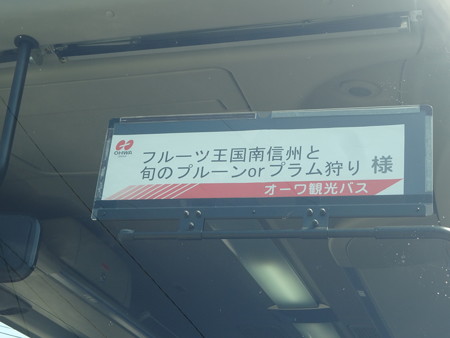 フルーツ王国南信州と
旬のプルーンorプラム狩り 様
オーワ観光バス